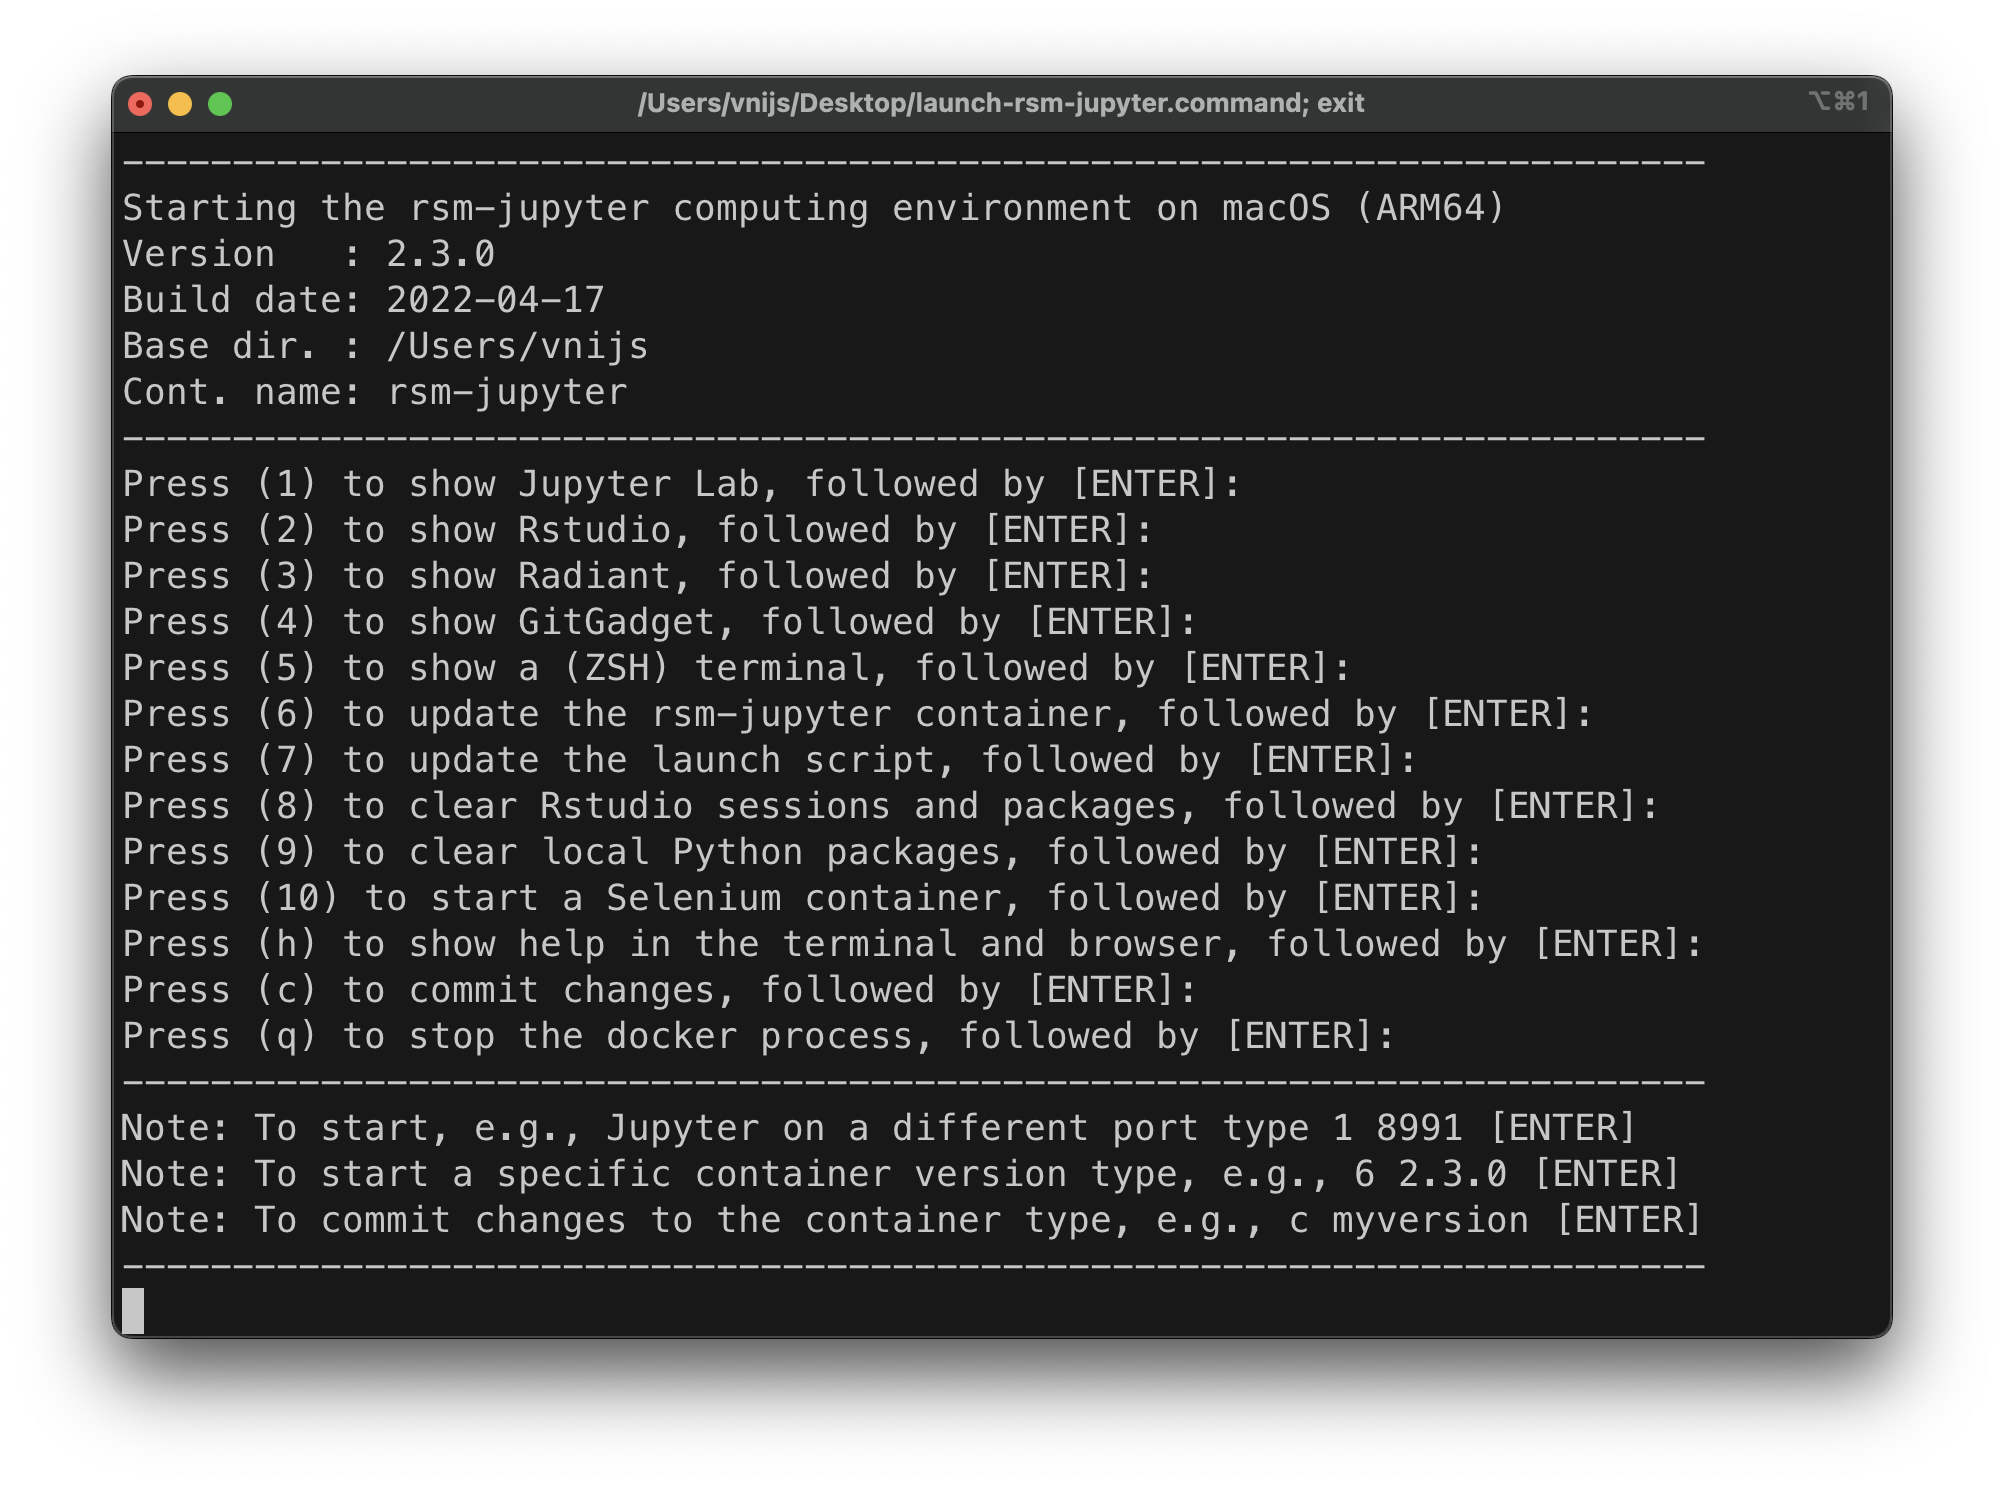 /Users/vnijs/Desktop/launch-rsm-jupyter.command; exit ⌥⌘1
------------------------------------------------------------------------
Starting the rsm-jupyter computing environment on macOS (ARM64)
Version   : 2.3.0
Build date: 2022-04-17
Base dir. : /Users/vnijs
Cont. name: rsm-jupyter
------------------------------------------------------------------------
Press (1) to show Jupyter Lab, followed by [ENTER]:
Press (2) to show Rstudio, followed by [ENTER]:
Press (3) to show Radiant, followed by [ENTER]:
Press (4) to show GitGadget, followed by [ENTER]:
Press (5) to show a (ZSH) terminal, followed by [ENTER]:
Press (6) to update the rsm-jupyter container, followed by [ENTER]:
Press (7) to update the launch script, followed by [ENTER]:
Press (8) to clear Rstudio sessions and packages, followed by [ENTER]:
Press (9) to clear local Python packages, followed by [ENTER]:
Press (10) to start a Selenium container, followed by [ENTER]:
Press (h) to show help in the terminal and browser, followed by [ENTER]:
Press (c) to commit changes, followed by [ENTER]:
Press (q) to stop the docker process, followed by [ENTER]:
------------------------------------------------------------------------
Note: To start, e.g., Jupyter on a different port type 1 8991 [ENTER]
Note: To start a specific container version type, e.g., 6 2.3.0 [ENTER]
Note: To commit changes to the container type, e.g., c myversion [ENTER]
------------------------------------------------------------------------